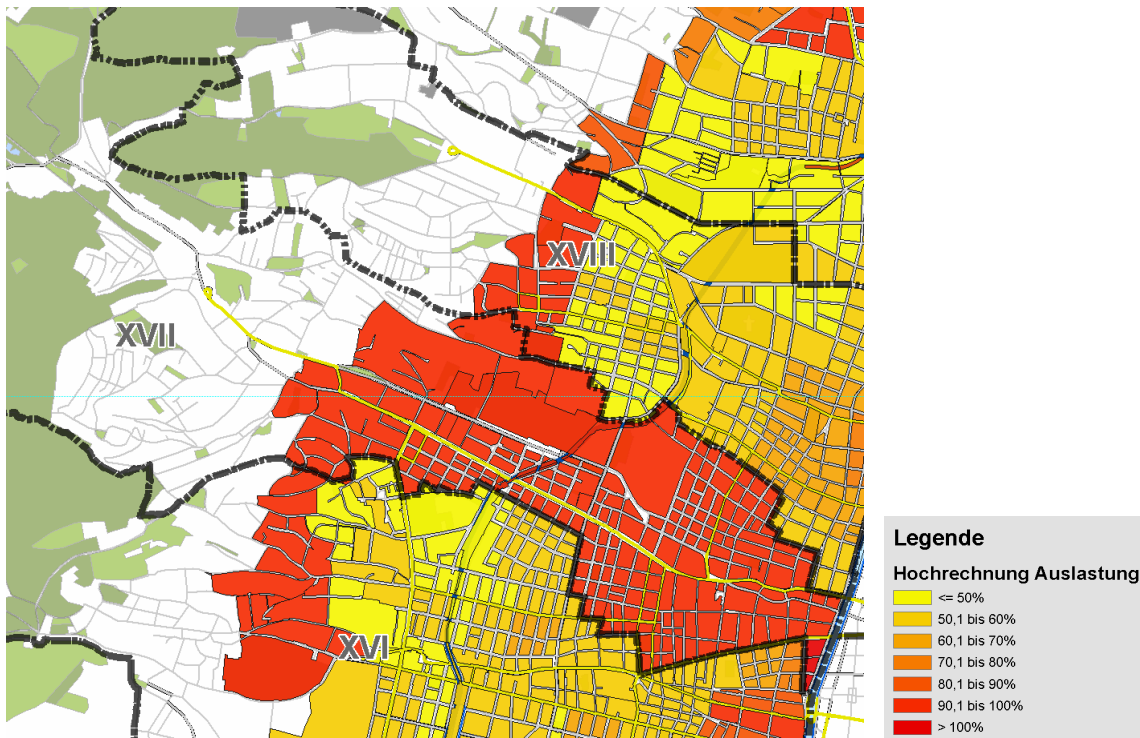 XVIII
XVII
XVI
Legende
Hochrechnung Auslastung
<= 50%
50,1 bis 60%
60,1 bis 70%
70,1 bis 80%
80,1 bis 90%
90,1 bis 100%
> 100%